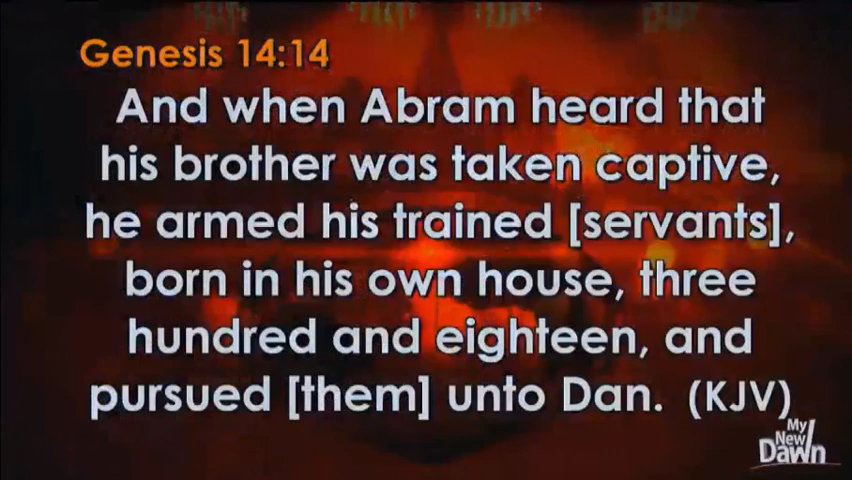 Genesis 14:14
And when Abram heard that
his brother was taken captive,
he armed his trained [servants],
born in his own house, three
hundred and eighteen, and
pursued [them] unto Dan. (KJV)
My
New
Dawn